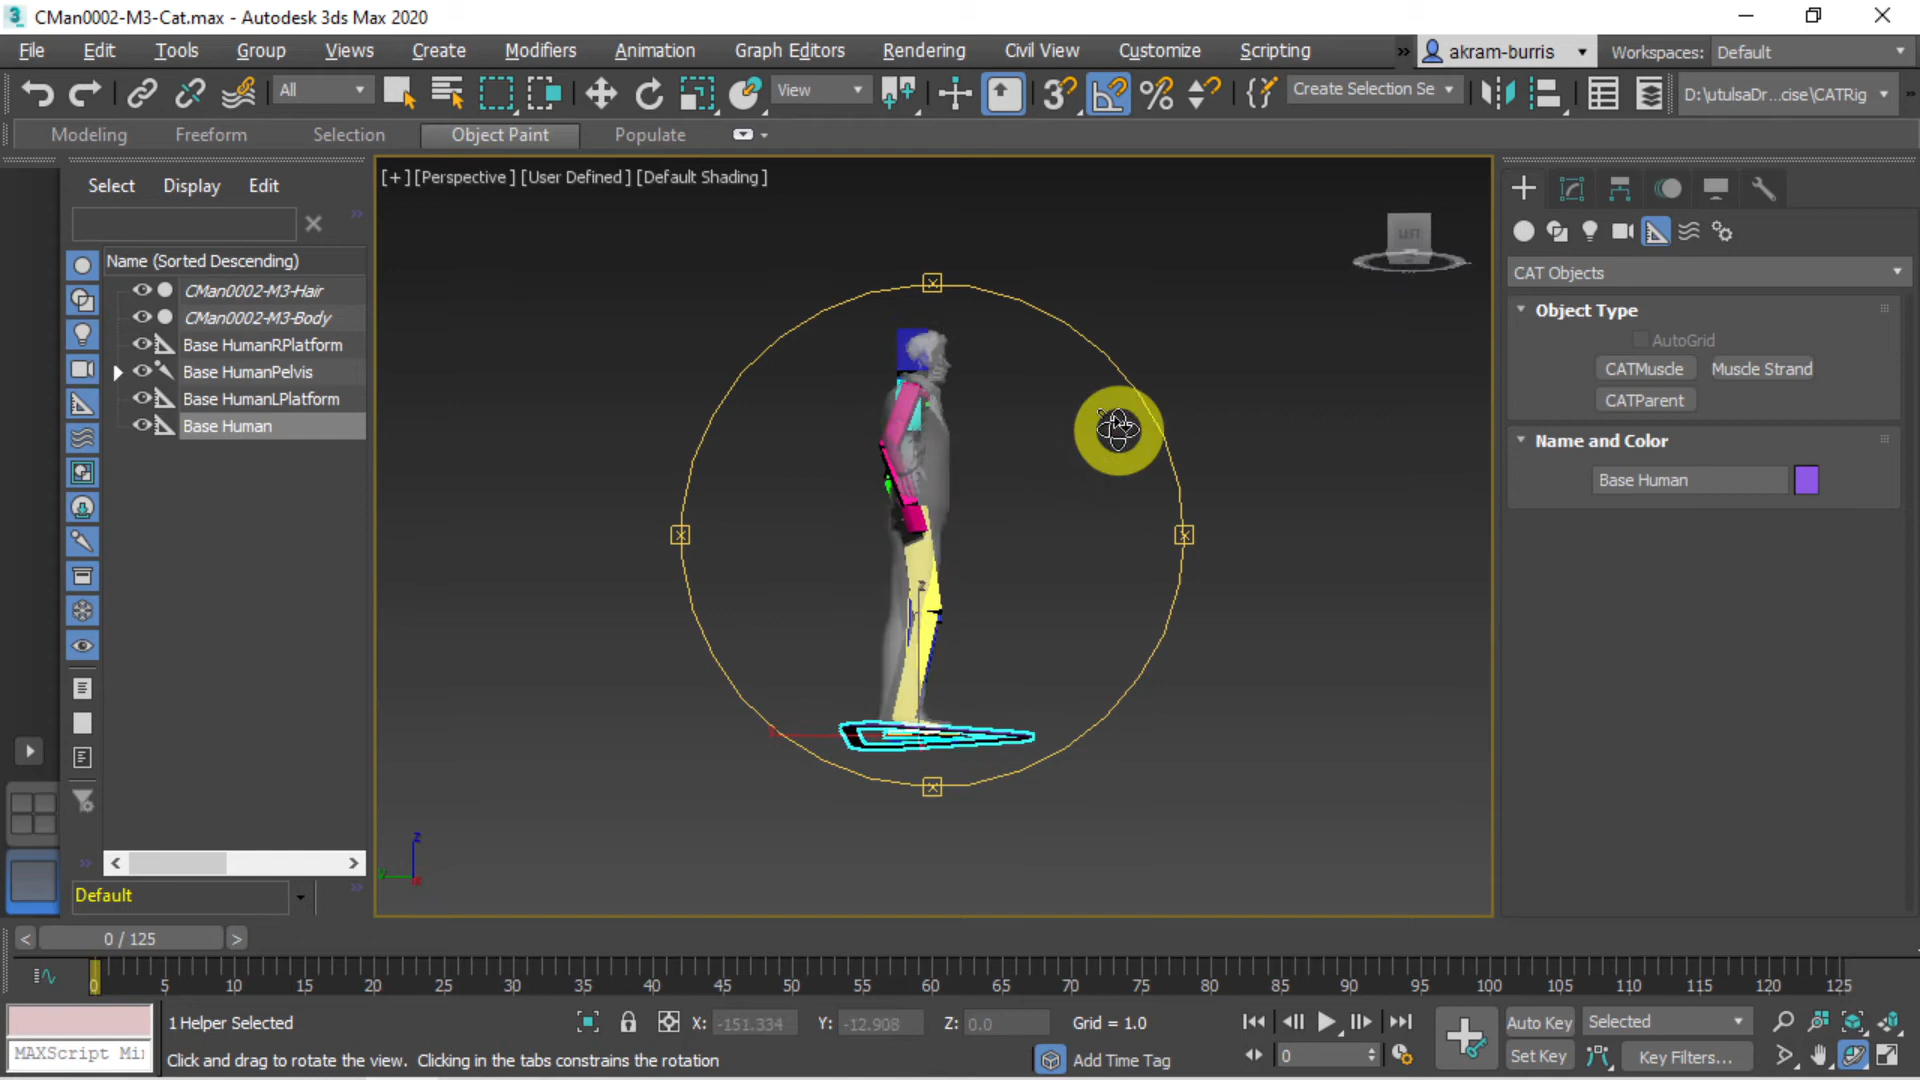 CMan0002-M3-Cat.max - Autodesk 3ds Max 2020
File Edit Tools Group Views Create Modifiers Animation Graph Editors Rendering Civil View Customize Scripting » akram-burris Workspaces: Default
All View Create Selection Se D:\utulsaDr...cise\CATRig
Modeling Freeform Selection Object Paint Populate
[+] [Perspective] [User Defined] [Default Shading]
Select Display Edit
Name (Sorted Descending)
CMan0002-M3-Hair
CMan0002-M3-Body
Base HumanRPlatform
Base HumanPelvis
Base HumanLPlatform
Base Human
CAT Objects
Object Type
AutoGrid
CATMuscle Muscle Strand
CATParent
Name and Color
Base Human
z
Default
0 / 125
0 5 10 15 20 25 30 35 40 45 50 55 60 65 70 75 80 85 90 95 100 105 110 115 120 125
1 Helper Selected X: -151.334 Y: -12.908 Z: 0.0 Grid = 1.0 Auto Key Selected
MAXScript Mi Click and drag to rotate the view. Clicking in the tabs constrains the rotation Add Time Tag 0 Set Key Key Filters...